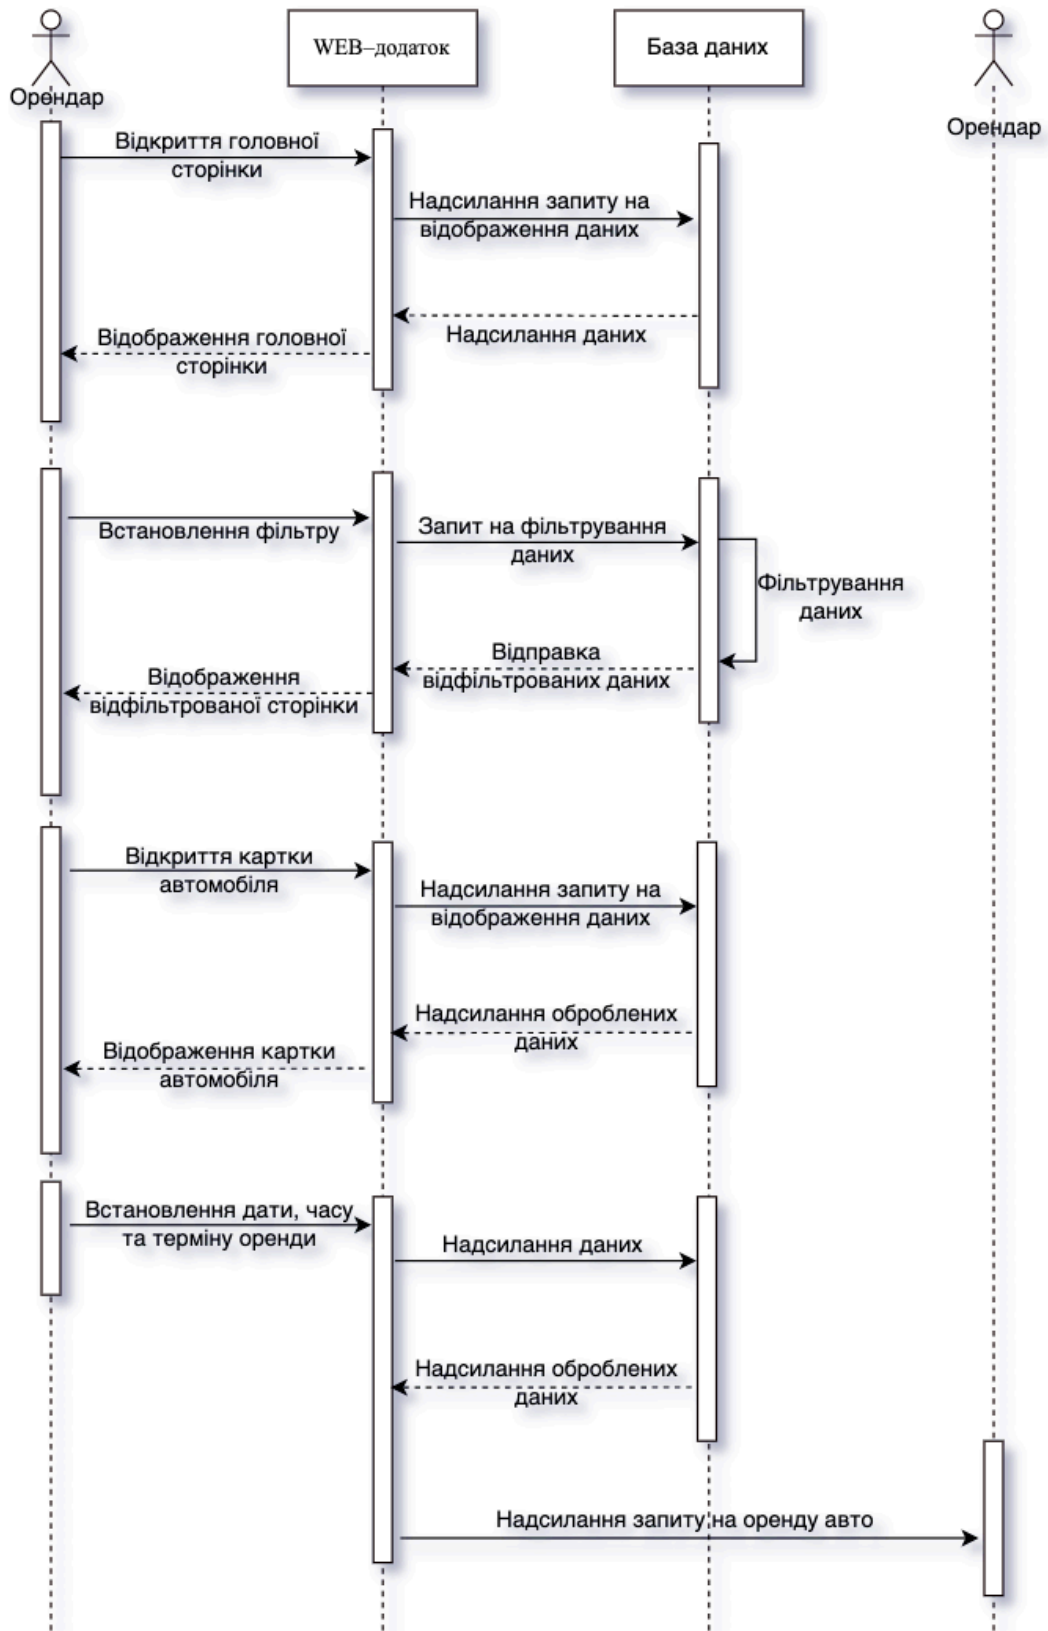 WEB–додаток
База даних
Орендар
Орендар
Відкриття головної
сторінки
Надсилання запиту на
відображення даних
Надсилання даних
Відображення головної
сторінки
Встановлення фільтру
Запит на фільтрування
даних
Фільтрування
даних
Відправка
відфільтрованих даних
Відображення
відфільтрованої сторінки
Відкриття картки
автомобіля
Надсилання запиту на
відображення даних
Надсилання оброблених
даних
Відображення картки
автомобіля
Встановлення дати, часу
та терміну оренди
Надсилання даних
Надсилання оброблених
даних
Надсилання запиту на оренду авто